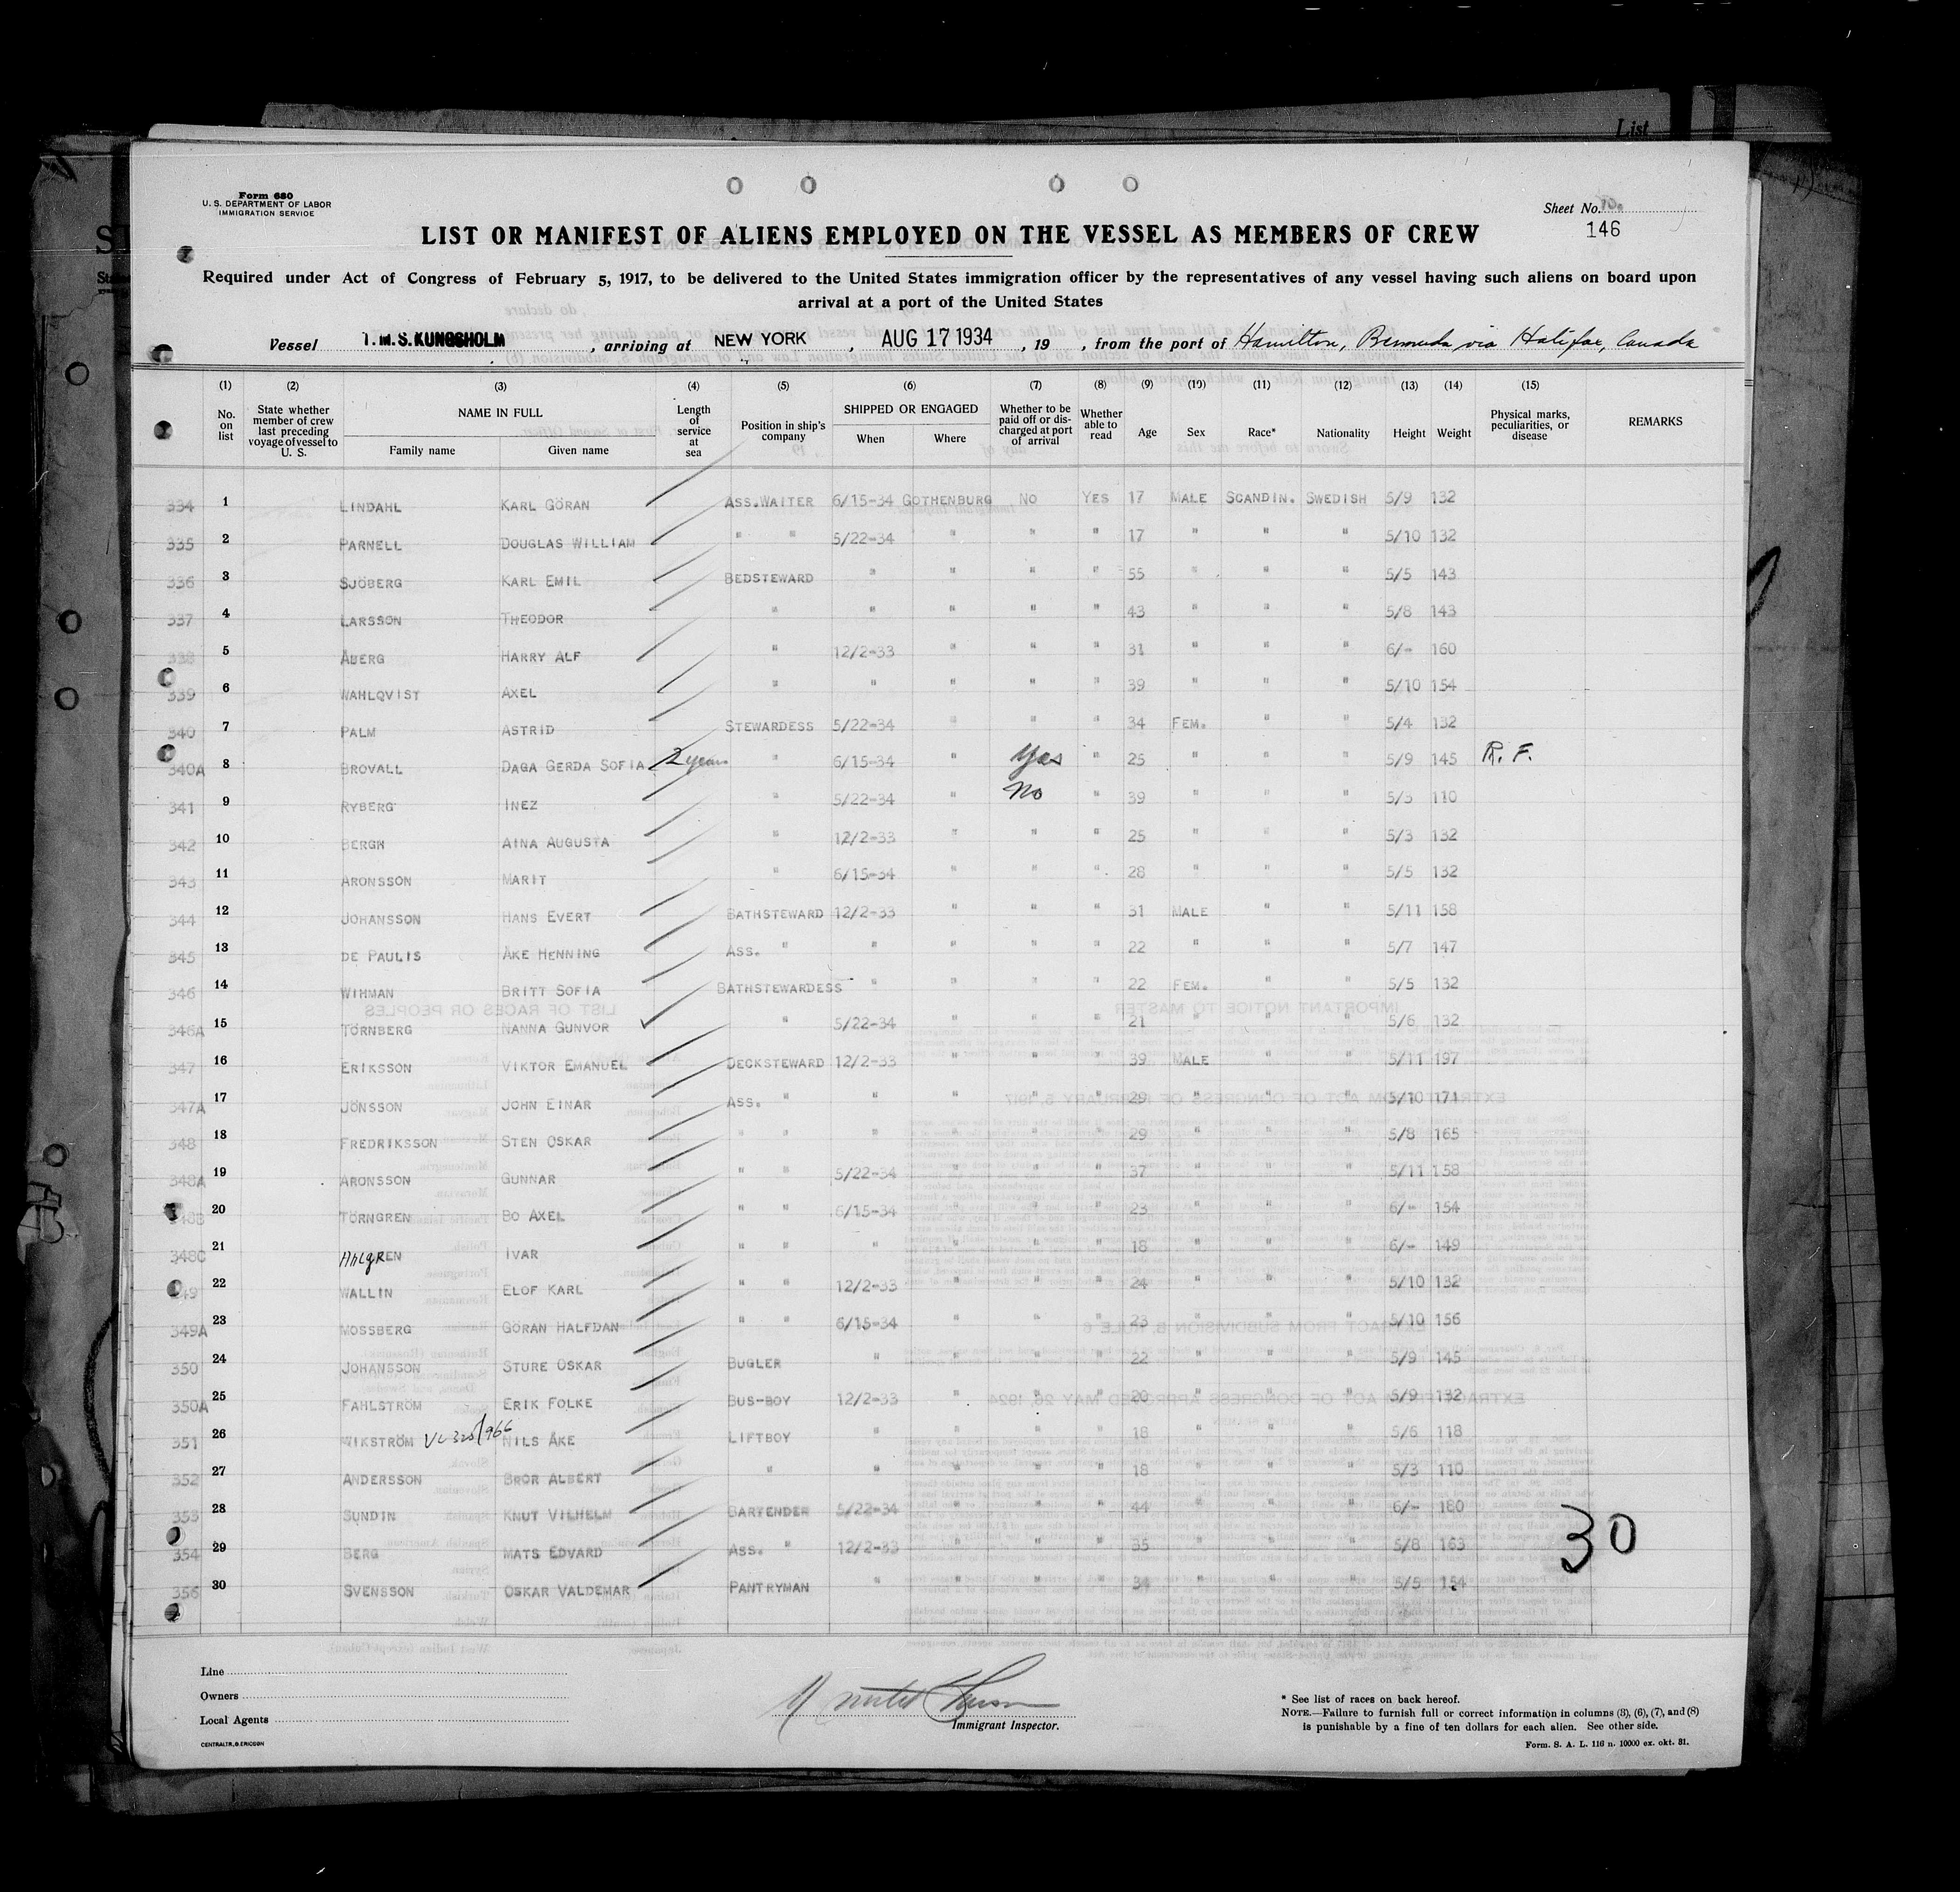 List
Form 680
U. S. DEPARTMENT OF LABOR
IMMIGRATION SERVICE
Sheet No.
146
LIST OR MANIFEST OF ALIENS EMPLOYED ON THE VESSEL AS MEMBERS OF CREW
Required under Act of Congress of February 5, 1917, to be delivered to the United States immigration officer by the representatives of any vessel having such aliens on board upon
arrival at a port of the United States
Vessel T.M.S. KUNGSHOLM, arriving at NEW YORK, AUG 17 1934, 19 , from the port of Hamilton, Bermuda via Halifax, Canada
(1) (2) (3) (4) (5) (6) (7) (8) (9) (10) (11) (12) (13) (14) (15)
No. on list State whether member of crew last preceding voyage of vessel to U. S. NAME IN FULL Family name Given name Length of service at sea Position in ship's company SHIPPED OR ENGAGED When Where Whether to be paid off or discharged at port of arrival Whether able to read Age Sex Race* Nationality Height Weight Physical marks, peculiarities, or disease REMARKS
334 1 LINDAHL KARL GÖRAN ASS.WAITER 6/15-34 GOTHENBURG NO YES 17 MALE SCANDIN. SWEDISH 5/9 132
335 2 PARNELL DOUGLAS WILLIAM " " 5/22-34 " " " 17 " " " 5/10 132
336 3 SJÖBERG KARL EMIL BEDSTEWARD " " " " 55 " " " 5/5 143
337 4 LARSSON THEODOR " " " " " 43 " " " 5/8 143
338 5 ÅBERG HARRY ALF " 12/2-33 " " " 31 " " " 6/- 160
339 6 WAHLQVIST AXEL " " " " " 39 " " " 5/10 154
340 7 PALM ASTRID STEWARDESS 5/22-34 " " " 34 FEM. " " 5/4 132
340A 8 BROVALL DAGA GERDA SOFIA 2 years " 6/15-34 " Yes " 25 " " " 5/9 145 R. F.
341 9 RYBERG INEZ " 5/22-34 " No " 39 " " " 5/3 110
342 10 BERGH AINA AUGUSTA " 12/2-33 " " " 25 " " " 5/3 132
343 11 ARONSSON MARIT " 6/15-34 " " " 28 " " " 5/5 132
344 12 JOHANSSON HANS EVERT BATHSTEWARD 12/2-33 " " " 31 MALE " " 5/11 158
345 13 DE PAULIS ÅKE HENNING ASS. " " " " " 22 " " " 5/7 147
346 14 WIHMAN BRITT SOFIA BATHSTEWARDESS " " " " 22 FEM. " " 5/5 132
346A 15 TÖRNBERG NANNA GUNVOR " 5/22-34 " " " 21 " " " 5/6 132
347 16 ERIKSSON VIKTOR EMANUEL DECKSTEWARD 12/2-33 " " " 39 MALE " " 5/11 197
347A 17 JÖNSSON JOHN EINAR ASS. " " " " " 29 " " " 5/10 171
348 18 FREDRIKSSON STEN OSKAR " " " " " " 29 " " " 5/8 165
348A 19 ARONSSON GUNNAR " " 5/22-34 " " " 37 " " " 5/11 158
348B 20 TÖRNGREN BO AXEL " " 6/15-34 " " " 23 " " " 6/- 154
348C 21 AhlgREN IVAR " " " " " " 18 " " " 6/- 149
349 22 WALLIN ELOF KARL " " 12/2-33 " " " 24 " " " 5/10 132
349A 23 MOSSBERG GÖRAN HALFDAN " " 6/15-34 " " " 23 " " " 5/10 156
350 24 JOHANSSON STURE OSKAR BUGLER " " " " 22 " " " 5/9 145
350A 25 FAHLSTRÖM ERIK FOLKE BUS-BOY 12/2-33 " " " 20 " " " 5/9 132
351 26 WIKSTRÖM NILS ÅKE LIFTBOY " " " " 18 " " " 5/6 118
352 27 ANDERSSON BROR ALBERT " " " " " 18 " " " 5/3 110
353 28 SUNDIN KNUT VILHELM BARTENDER 5/22-34 " " " 44 " " " 6/- 180
354 29 BERG MATS EDVARD ASS. " 12/2-33 " " " 35 " " " 5/8 163
356 30 SVENSSON OSKAR VALDEMAR PANTRYMAN " " " " 34 " " " 5/5 154
30
Line
Owners
Local Agents
Immigrant Inspector.
CENTRALTR, G. ERICSON
* See list of races on back hereof.
NOTE.—Failure to furnish full or correct information in columns (3), (6), (7), and (8)
is punishable by a fine of ten dollars for each alien. See other side.
Form. S. A. L. 116 n. 10000 ex. okt. 31.